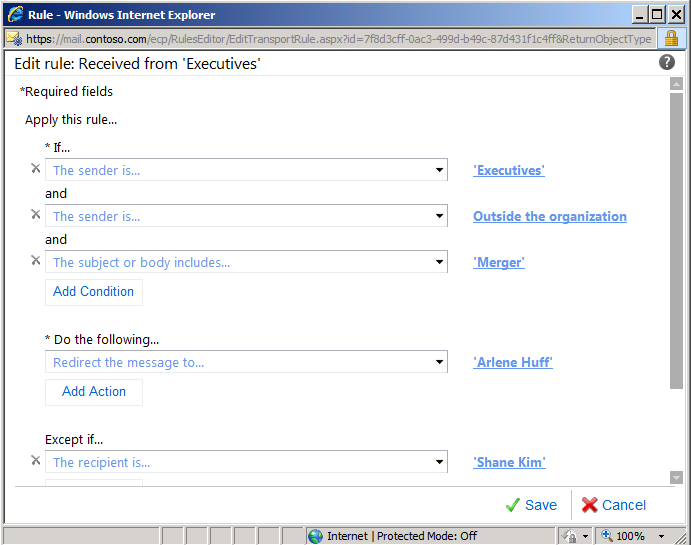 Rule - Windows Internet Explorer
https://mail.contoso.com/ecp/RulesEditor/EditTransportRule.aspx?id=7f8d3cff-0ac3-499d-b49c-87d431f1c4ff&ReturnObjectType
Edit rule: Received from 'Executives'
*Required fields
Apply this rule...
* If...
The sender is... 'Executives'
and
The sender is... Outside the organization
and
The subject or body includes... 'Merger'
Add Condition
* Do the following...
Redirect the message to... 'Arlene Huff'
Add Action
Except if...
The recipient is... 'Shane Kim'
Save Cancel
Internet | Protected Mode: Off 100%